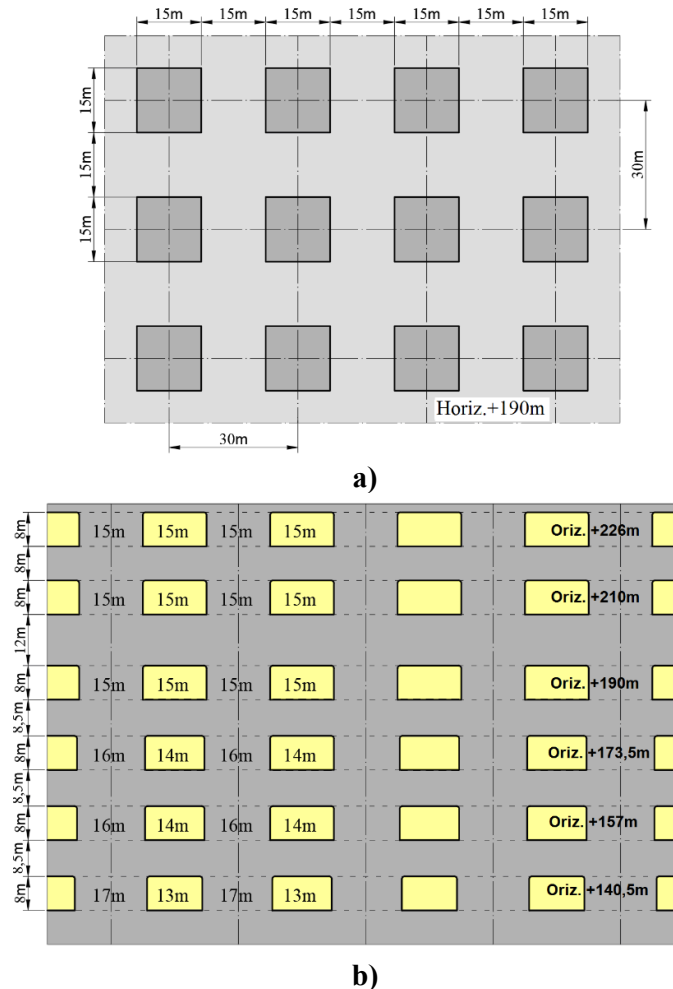 15m 15m 15m 15m 15m 15m 15m
15m
15m
15m
30m
Horiz.+190m
30m
a)
8m 15m 15m 15m 15m Oriz. +226m
8m
8m 15m 15m 15m 15m Oriz. +210m
12m
8m 15m 15m 15m 15m Oriz. +190m
8,5m
8m 16m 14m 16m 14m Oriz. +173,5m
8,5m
8m 16m 14m 16m 14m Oriz. +157m
8,5m
8m 17m 13m 17m 13m Oriz. +140,5m
b)